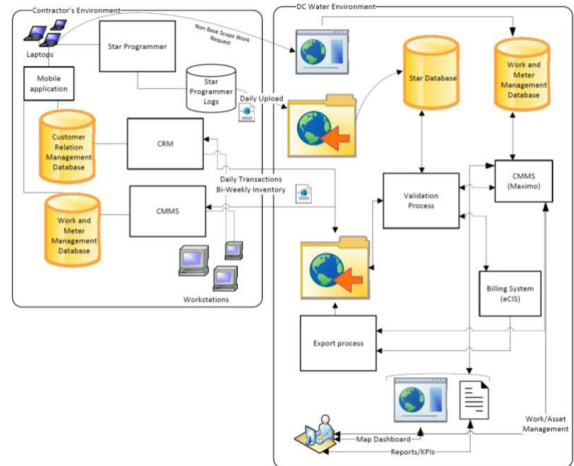 Contractor's Environment
DC Water Environment
Laptops
Star Programmer
Non Base Scope Work
Request
Mobile
application
Star
Programmer
Logs
Daily Upload
Star Database
Work and
Meter
Management
Database
Customer
Relation
Management
Database
CRM
Daily Transactions
Bi-Weekly Inventory
CMMS
(Maximo)
Validation
Process
Work and
Meter
Management
Database
CMMS
Workstations
Billing System
(eCIS)
Export process
Work/Asset
Management
Map Dashboard
Reports/KPIs